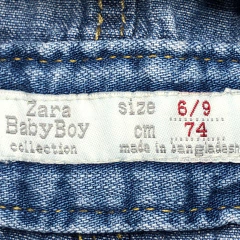 Zara
BabyBoy
collection
size 6/9
cm 74
made in bangladesh